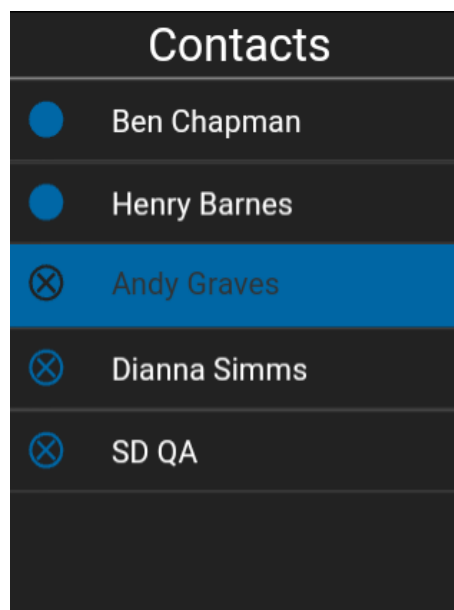 Contacts
Ben Chapman
Henry Barnes
Andy Graves
Dianna Simms
SD QA